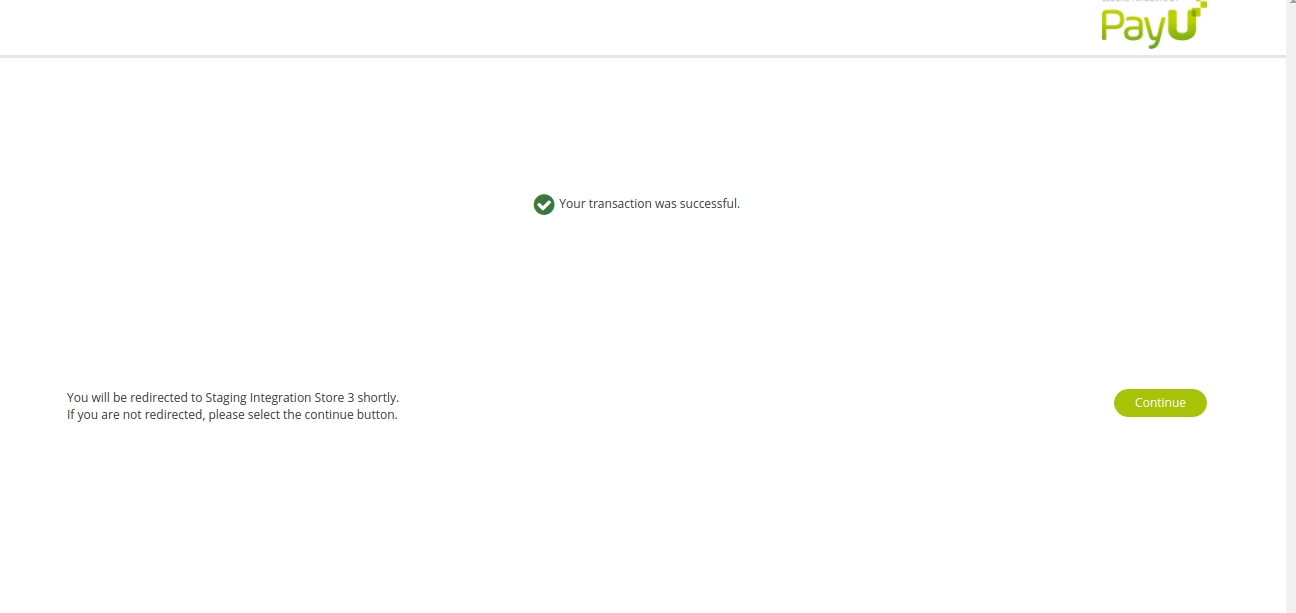 PayU
Your transaction was successful.
You will be redirected to Staging Integration Store 3 shortly.
If you are not redirected, please select the continue button.
Continue